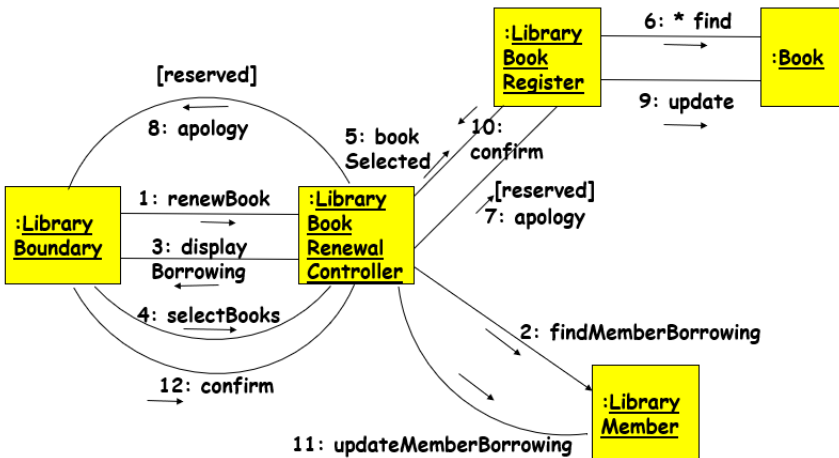 6: * find
:Library
Book
Register
:Book
9: update
[reserved]
8: apology
5: book
Selected
10:
confirm
[reserved]
7: apology
1: renewBook
:Library
Boundary
3: display
Borrowing
:Library
Book
Renewal
Controller
4: selectBooks
12: confirm
2: findMemberBorrowing
:Library
Member
11: updateMemberBorrowing